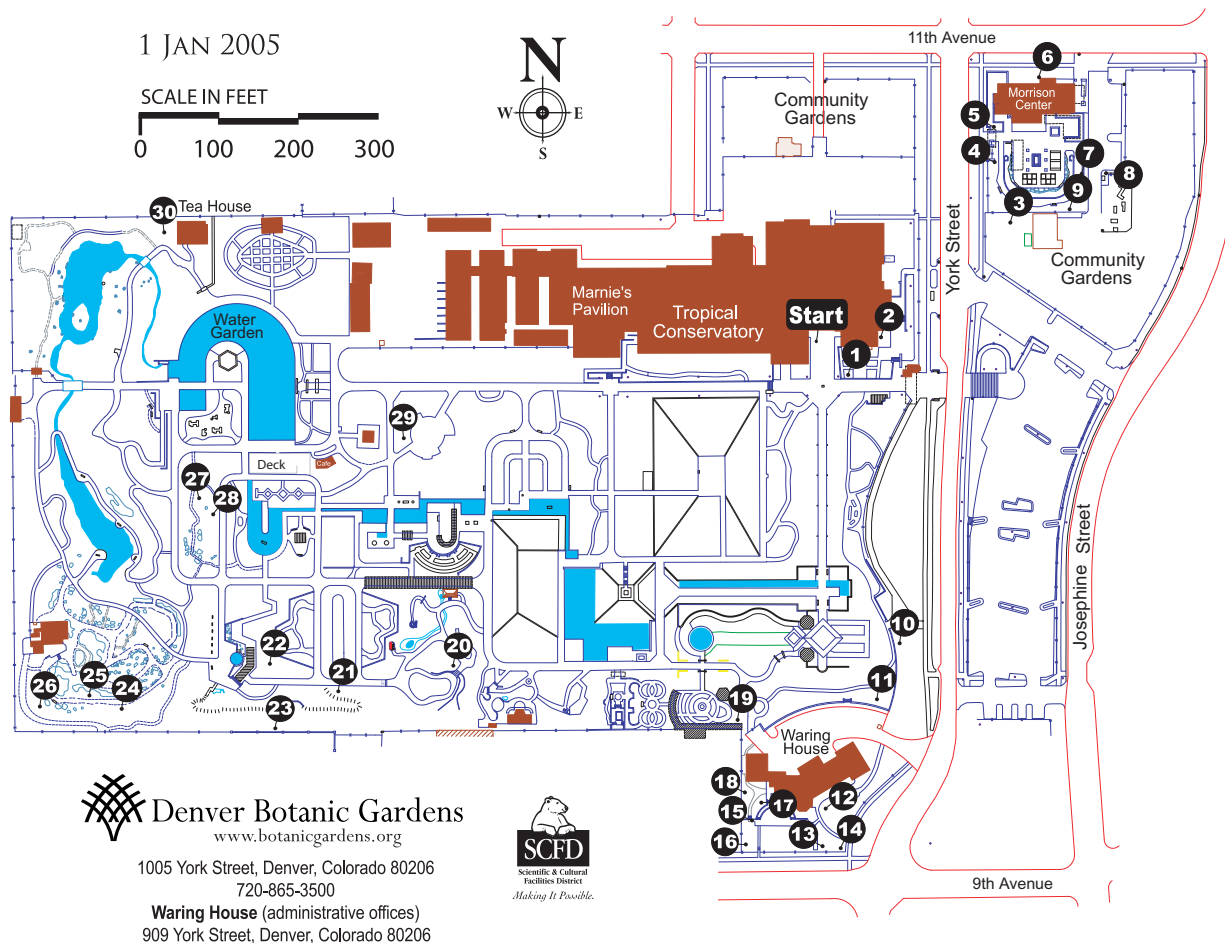 1 JAN 2005
SCALE IN FEET
0 100 200 300
N
W E
S
11th Avenue
Community
Gardens
6
Morrison
Center
5
4
7
8
9
3
York Street
Community
Gardens
30 Tea House
Water
Garden
Marnie's
Pavilion
Tropical
Conservatory
Start
2
1
29
Deck
Cafe
27
28
Josephine Street
10
20
22
21
25
24
26
23
11
19
Waring
House
18
17
12
15
13
14
16
9th Avenue
Denver Botanic Gardens
www.botanicgardens.org
1005 York Street, Denver, Colorado 80206
720-865-3500
Waring House (administrative offices)
909 York Street, Denver, Colorado 80206
SCFD
Scientific & Cultural
Facilities District
Making It Possible.